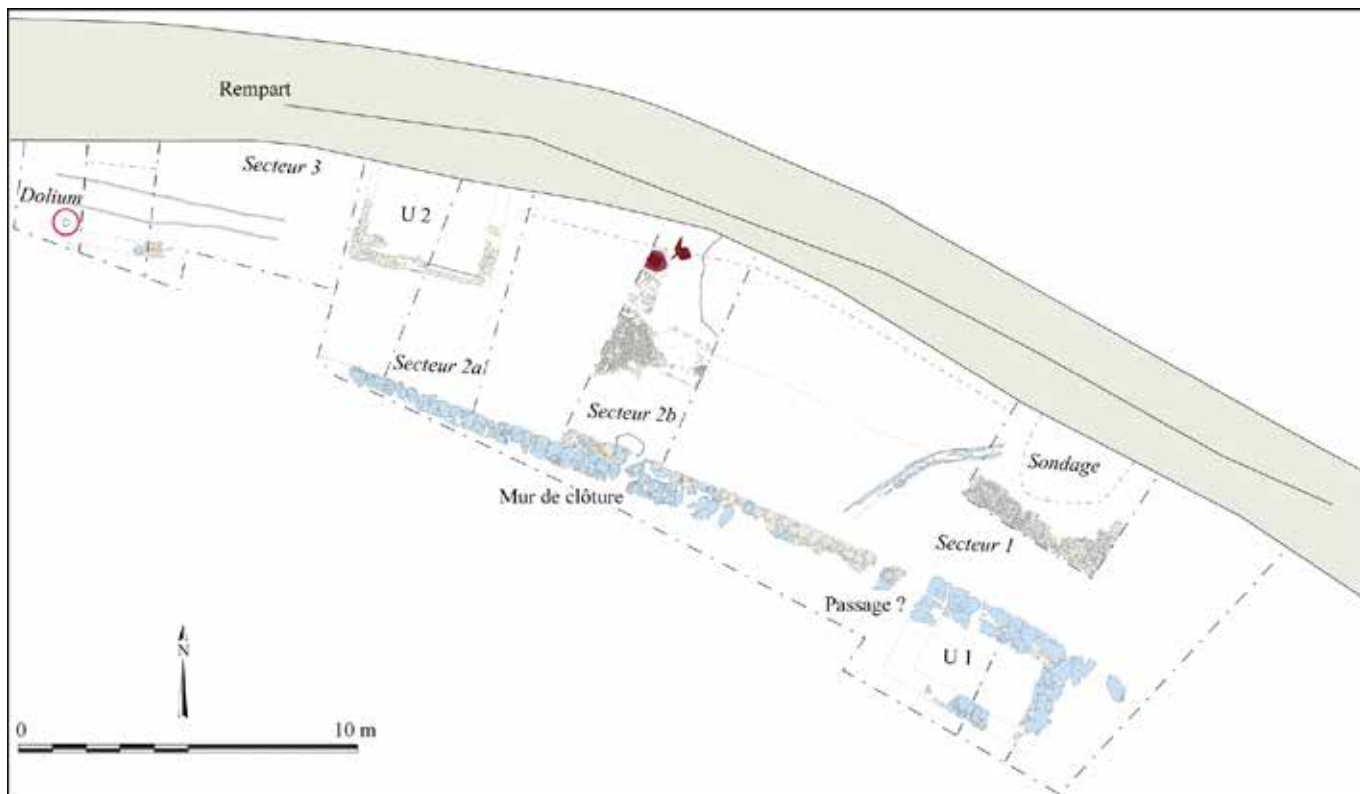 Rempart
Secteur 3
Dolium
U 2
Secteur 2a
Secteur 2b
Sondage
Mur de clôture
Secteur 1
Passage ?
N
U 1
0 10 m